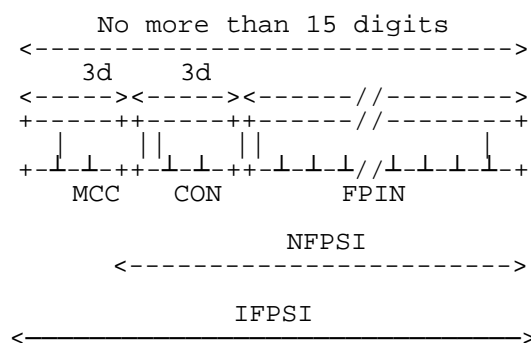 No more than 15 digits
<------------------------------>
3d 3d
<-----><-----><------//-------->
+-----++-----++------//--------+
| || || |
+-┴-┴-++-┴-┴-++-┴-┴-┴-//-┴-┴-┴-┴-+
MCC CON FPIN
NFPSI
<------------------------>
IFPSI
<———————————————————————————————>